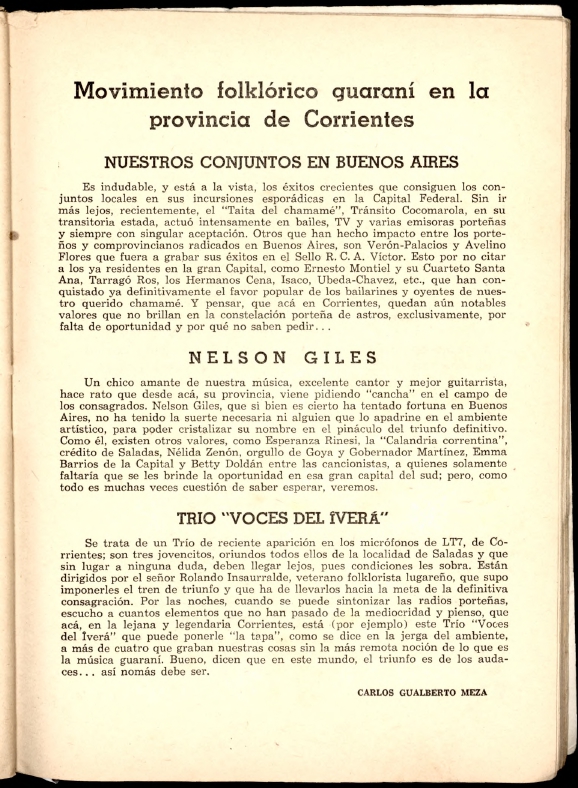 Movimiento folklórico guaraní en la
provincia de Corrientes
NUESTROS CONJUNTOS EN BUENOS AIRES
Es indudable, y está a la vista, los éxitos crecientes que consiguen los con-
juntos locales en sus incursiones esporádicas en la Capital Federal. Sin ir
más lejos, recientemente, el "Taita del chamamé", Tránsito Cocomarola, en su
transitoria estada, actuó intensamente en bailes, TV y varias emisoras porteñas
y siempre con singular aceptación. Otros que han hecho impacto entre los porte-
ños y comprovincianos radicados en Buenos Aires, son Verón-Palacios y Avelino
Flores que fuera a grabar sus éxitos en el Sello R. C. A. Víctor. Esto por no citar
a los ya residentes en la gran Capital, como Ernesto Montiel y su Cuarteto Santa
Ana, Tarragó Ros, los Hermanos Cena, Isaco, Ubeda-Chavez, etc., que han con-
quistado ya definitivamente el favor popular de los bailarines y oyentes de nues-
tro querido chamamé. Y pensar, que acá en Corrientes, quedan aún notables
valores que no brillan en la constelación porteña de astros, exclusivamente, por
falta de oportunidad y por qué no saben pedir...
NELSON GILES
Un chico amante de nuestra música, excelente cantor y mejor guitarrista,
hace rato que desde acá, su provincia, viene pidiendo "cancha" en el campo de
los consagrados. Nelson Giles, que si bien es cierto ha tentado fortuna en Buenos
Aires, no ha tenido la suerte necesaria ni alguien que lo apadrine en el ambiente
artístico, para poder cristalizar su nombre en el pináculo del triunfo definitivo.
Como él, existen otros valores, como Esperanza Rinesi, la "Calandria correntina",
crédito de Saladas, Nélida Zenón, orgullo de Goya y Gobernador Martínez, Emma
Barrios de la Capital y Betty Doldán entre las cancionistas, a quienes solamente
faltaría que se les brinde la oportunidad en esa gran capital del sud; pero, como
todo es muchas veces cuestión de saber esperar, veremos.
TRIO "VOCES DEL ÍVERÁ"
Se trata de un Trío de reciente aparición en los micrófonos de LT7, de Co-
rrientes; son tres jovencitos, oriundos todos ellos de la localidad de Saladas y que
sin lugar a ninguna duda, deben llegar lejos, pues condiciones les sobra. Están
dirigidos por el señor Rolando Insaurralde, veterano folklorista lugareño, que supo
imponerles el tren de triunfo y que ha de llevarlos hacia la meta de la definitiva
consagración. Por las noches, cuando se puede sintonizar las radios porteñas,
escucho a cuantos elementos que no han pasado de la mediocridad y pienso, que
acá, en la lejana y legendaria Corrientes, está (por ejemplo) este Trío "Voces
del Íverá" que puede ponerle "la tapa", como se dice en la jerga del ambiente,
a más de cuatro que graban nuestras cosas sin la más remota noción de lo que es
la música guaraní. Bueno, dicen que en este mundo, el triunfo es de los auda-
ces... así nomás debe ser.
CARLOS GUALBERTO MEZA